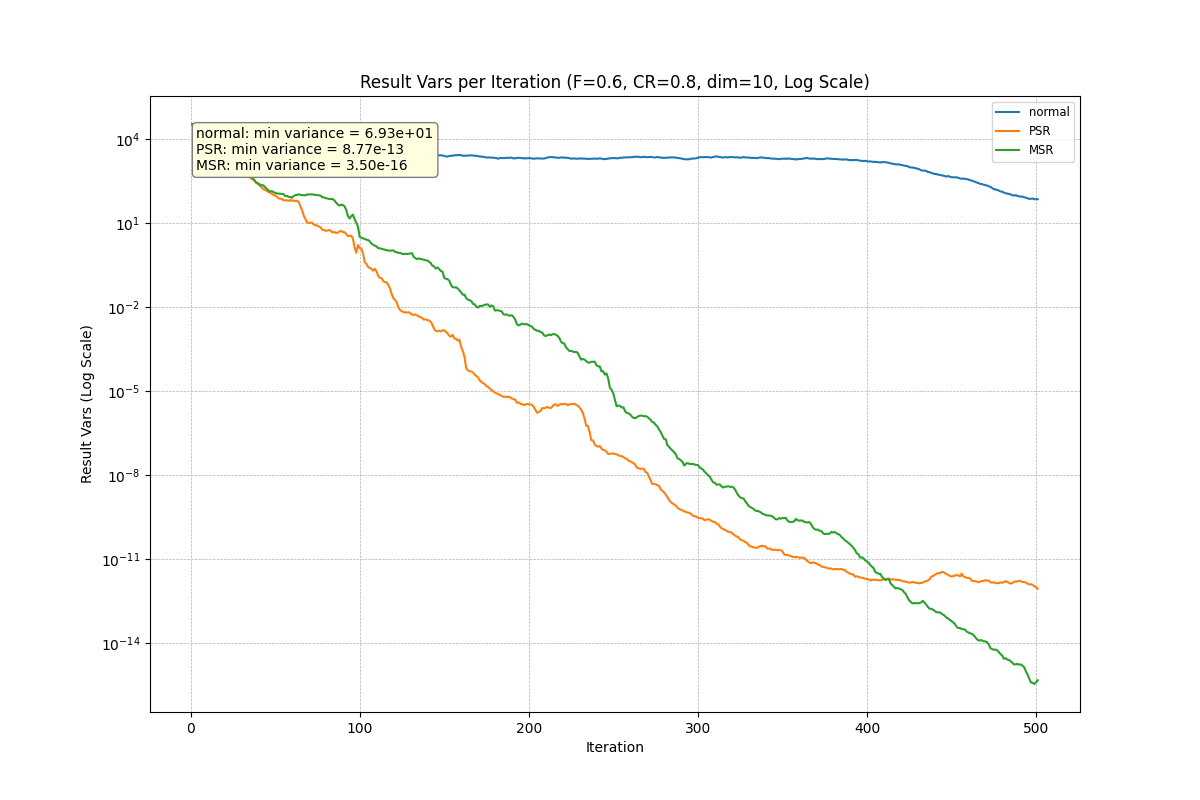 Result Vars per Iteration (F=0.6, CR=0.8, dim=10, Log Scale)
normal: min variance = 6.93e+01
PSR: min variance = 8.77e-13
MSR: min variance = 3.50e-16
normal
PSR
MSR
Result Vars (Log Scale)
10^4
10^1
10^−2
10^−5
10^−8
10^−11
10^−14
0 100 200 300 400 500
Iteration